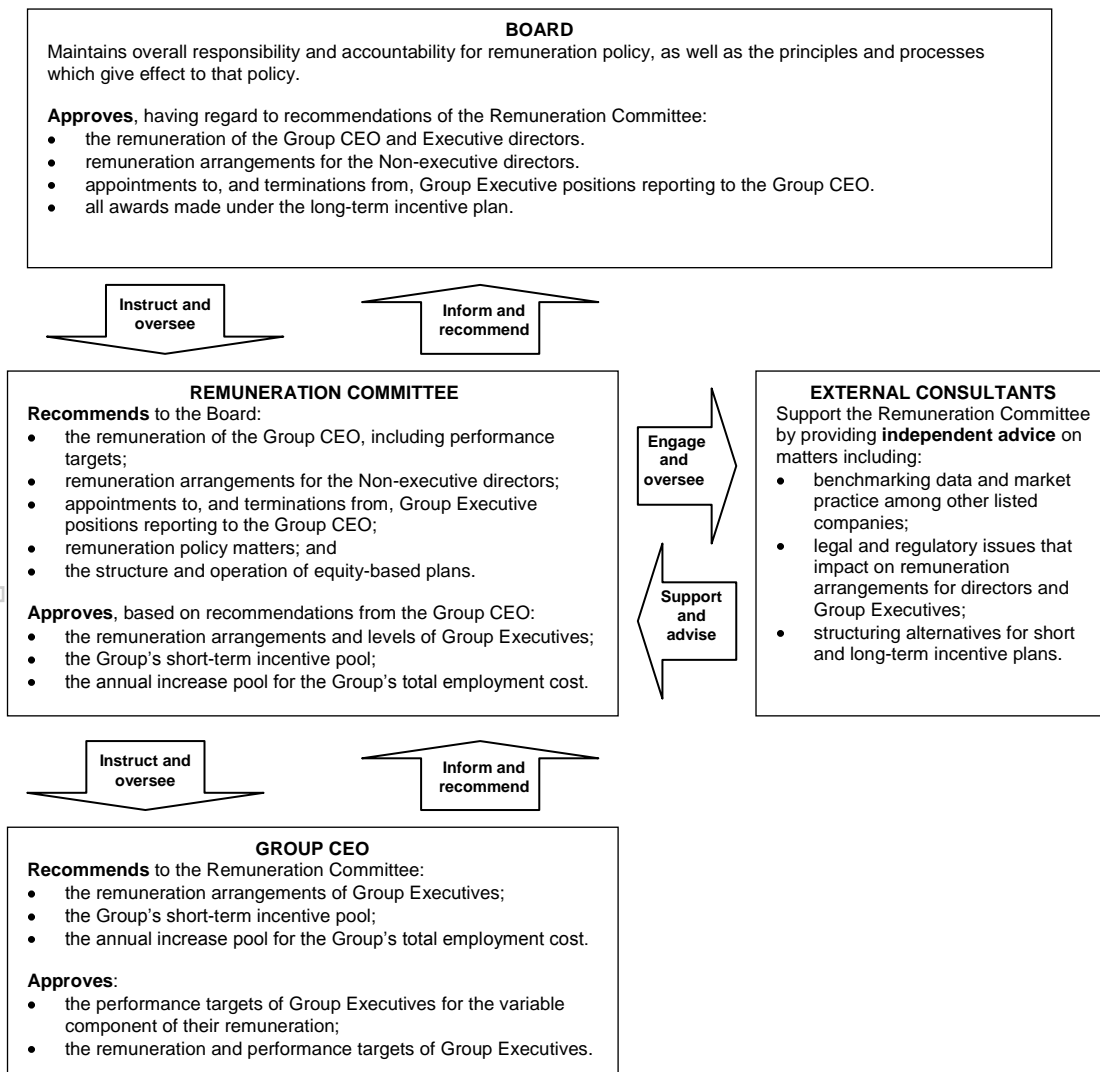 BOARD
Maintains overall responsibility and accountability for remuneration policy, as well as the principles and processes
which give effect to that policy.
Approves, having regard to recommendations of the Remuneration Committee:
• the remuneration of the Group CEO and Executive directors.
• remuneration arrangements for the Non-executive directors.
• appointments to, and terminations from, Group Executive positions reporting to the Group CEO.
• all awards made under the long-term incentive plan.
Instruct and
oversee
Inform and
recommend
REMUNERATION COMMITTEE
Recommends to the Board:
• the remuneration of the Group CEO, including performance
targets;
• remuneration arrangements for the Non-executive directors;
• appointments to, and terminations from, Group Executive
positions reporting to the Group CEO;
• remuneration policy matters; and
• the structure and operation of equity-based plans.
Approves, based on recommendations from the Group CEO:
• the remuneration arrangements and levels of Group Executives;
• the Group's short-term incentive pool;
• the annual increase pool for the Group's total employment cost.
Engage
and
oversee
Support
and
advise
EXTERNAL CONSULTANTS
Support the Remuneration Committee
by providing independent advice on
matters including:
• benchmarking data and market
practice among other listed
companies;
• legal and regulatory issues that
impact on remuneration
arrangements for directors and
Group Executives;
• structuring alternatives for short
and long-term incentive plans.
Instruct and
oversee
Inform and
recommend
GROUP CEO
Recommends to the Remuneration Committee:
• the remuneration arrangements of Group Executives;
• the Group's short-term incentive pool;
• the annual increase pool for the Group's total employment cost.
Approves:
• the performance targets of Group Executives for the variable
component of their remuneration;
• the remuneration and performance targets of Group Executives.